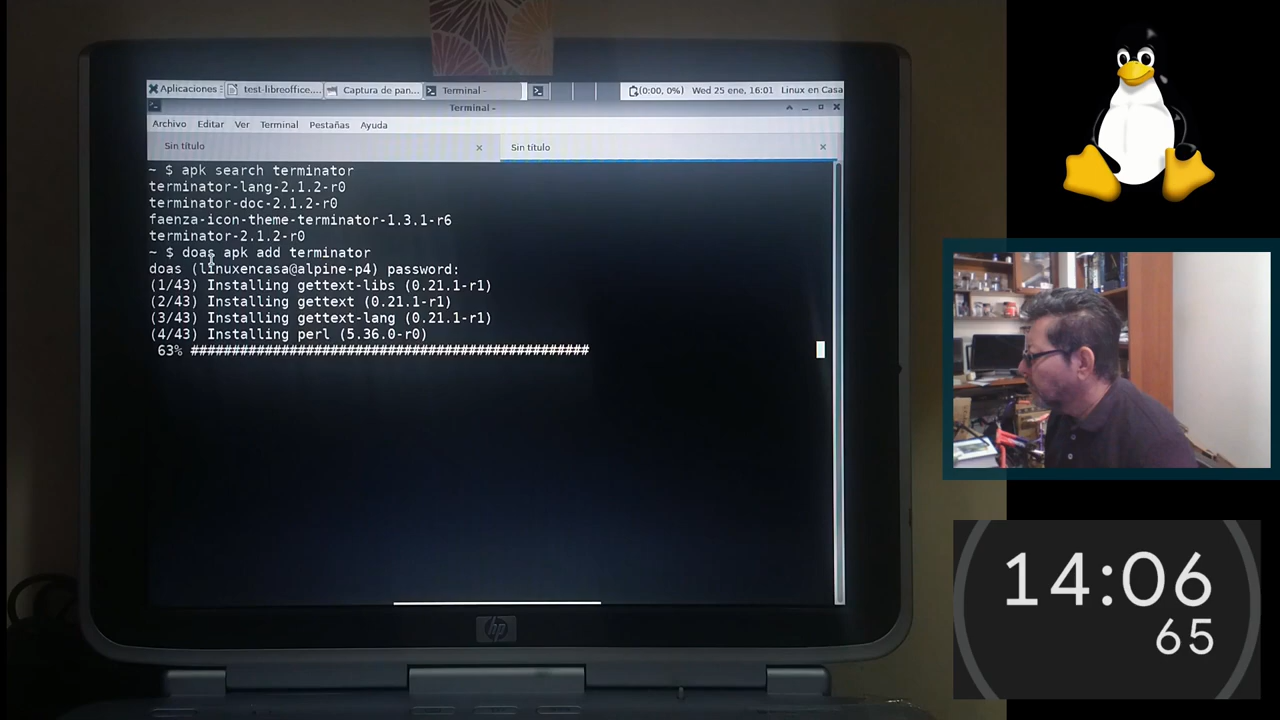 Aplicaciones
test-libreoffice....
Captura de pan...
Terminal -
(0:00, 0%)
Wed 25 ene, 16:01
Linux en Casa
Terminal -
Archivo Editar Ver Terminal Pestañas Ayuda
Sin título
Sin título
~ $ apk search terminator
terminator-lang-2.1.2-r0
terminator-doc-2.1.2-r0
faenza-icon-theme-terminator-1.3.1-r6
terminator-2.1.2-r0
~ $ doas apk add terminator
doas (linuxencasa@alpine-p4) password:
(1/43) Installing gettext-libs (0.21.1-r1)
(2/43) Installing gettext (0.21.1-r1)
(3/43) Installing gettext-lang (0.21.1-r1)
(4/43) Installing perl (5.36.0-r0)
63% ################################################
hp
14:06
65